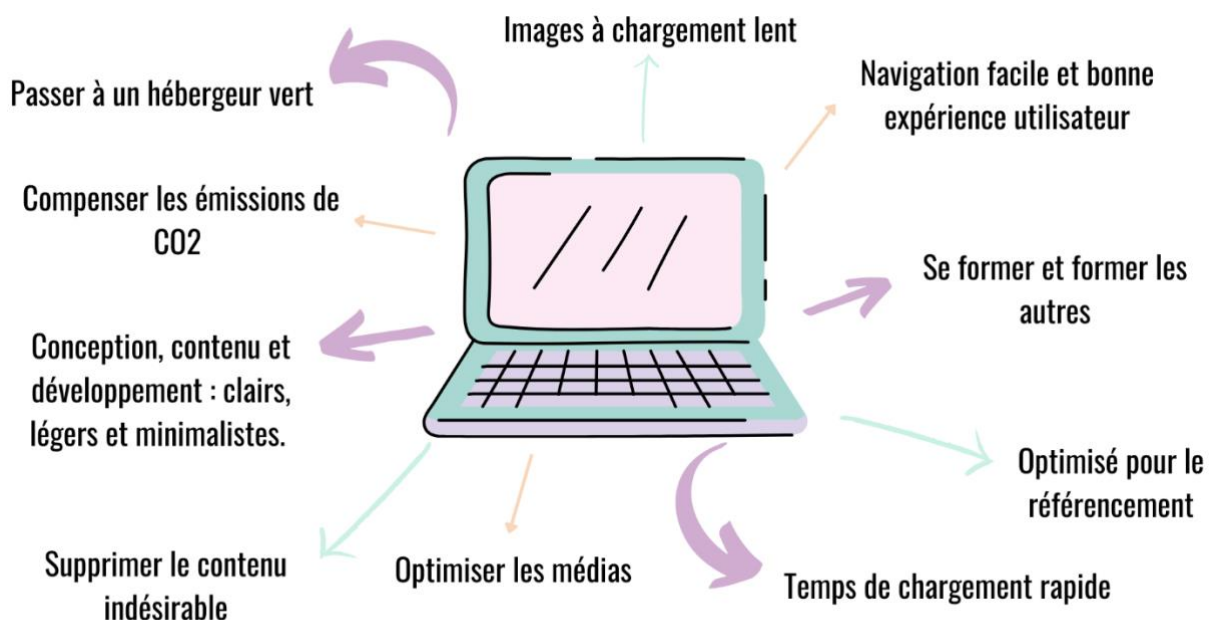 Images à chargement lent
Passer à un hébergeur vert
Navigation facile et bonne
expérience utilisateur
Compenser les émissions de
CO2
Se former et former les
autres
Conception, contenu et
développement : clairs,
légers et minimalistes.
Optimisé pour le
référencement
Supprimer le contenu
indésirable
Optimiser les médias
Temps de chargement rapide